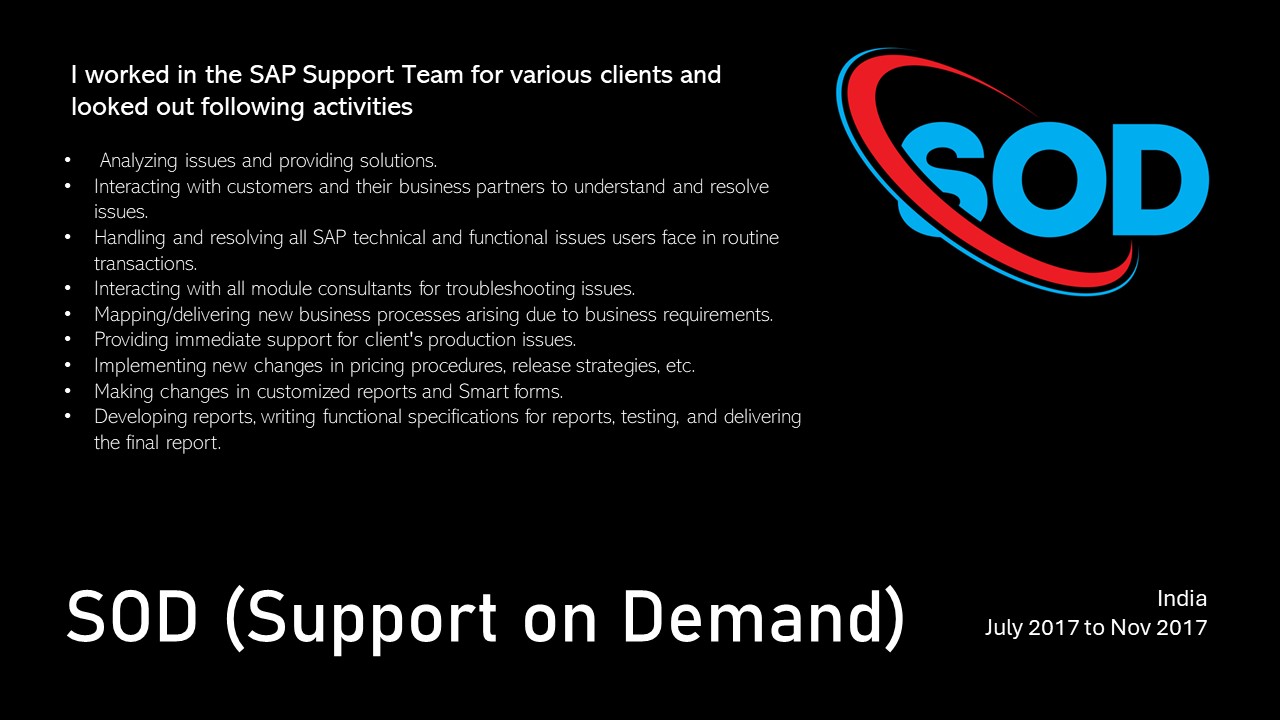 I worked in the SAP Support Team for various clients and
looked out following activities
• Analyzing issues and providing solutions.
• Interacting with customers and their business partners to understand and resolve
issues.
• Handling and resolving all SAP technical and functional issues users face in routine
transactions.
• Interacting with all module consultants for troubleshooting issues.
• Mapping/delivering new business processes arising due to business requirements.
• Providing immediate support for client's production issues.
• Implementing new changes in pricing procedures, release strategies, etc.
• Making changes in customized reports and Smart forms.
• Developing reports, writing functional specifications for reports, testing, and delivering
the final report.
SOD
SOD (Support on Demand)
India
July 2017 to Nov 2017